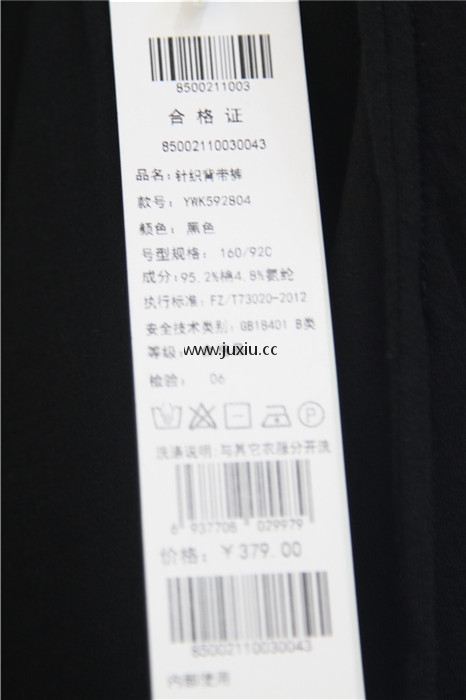 8500211003
合格证
85002110030043
品名: 针织背带裤
款号: YWK592804
颜色: 黑色
号型规格: 160/92C
成分: 95.2%棉4.8%氨纶
执行标准: FZ/T73020-2012
安全技术类别: GB18401 B类
等级:
www.juxiu.cc
检验: 06
洗涤说明: 与其它衣服分开洗
6 937708 029979
价格: ¥379.00
85002110030043
内部使用